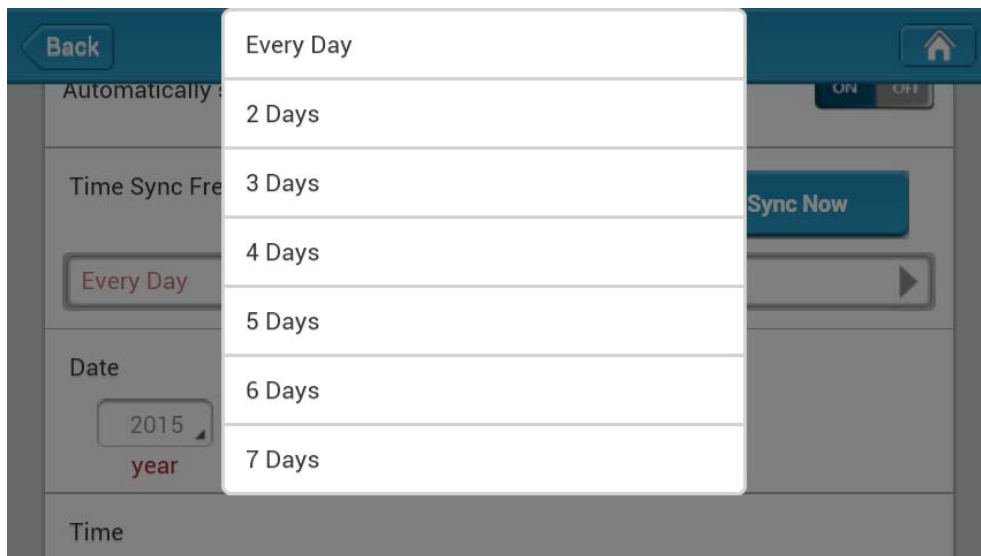 Back
Every Day
Automatically
ON OFF
2 Days
Time Sync Fre
3 Days
Sync Now
4 Days
Every Day
5 Days
Date
6 Days
2015
year
7 Days
Time